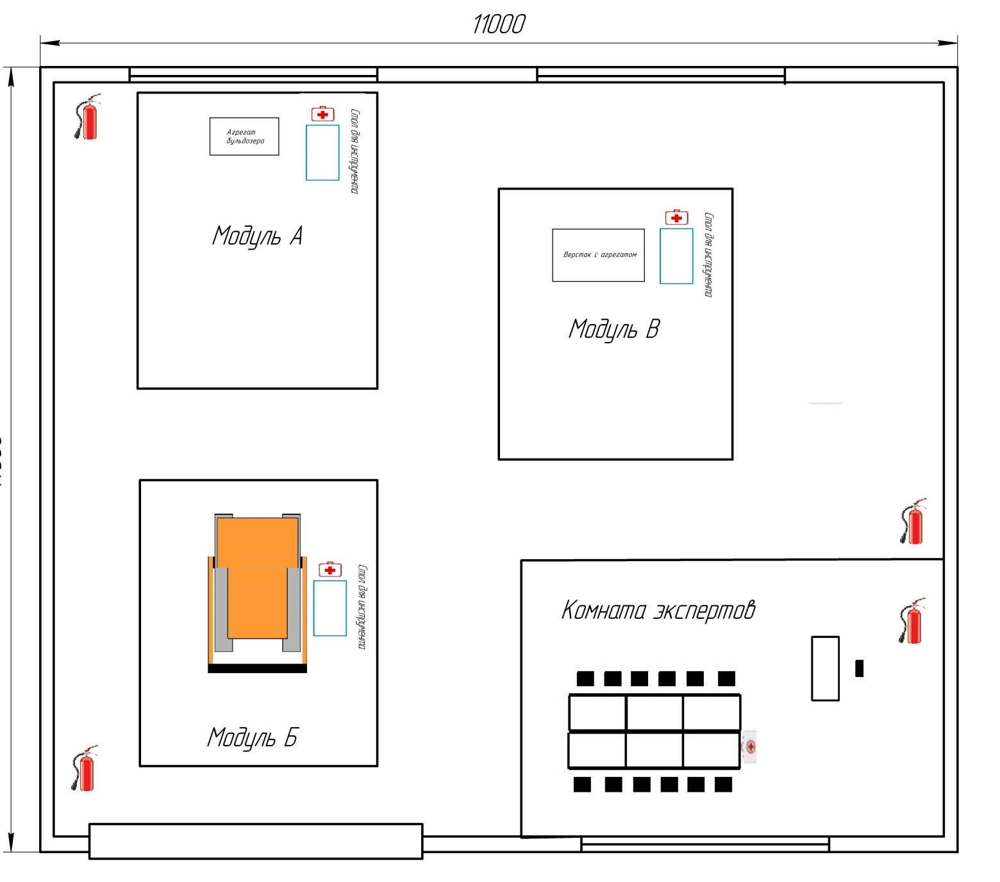 11000
Агрегат
бульдозера
Стол для инструмента
Модуль А
Верстак с агрегатом
Стол для инструмента
Модуль В
Стол для инструмента
Модуль Б
Комната экспертов